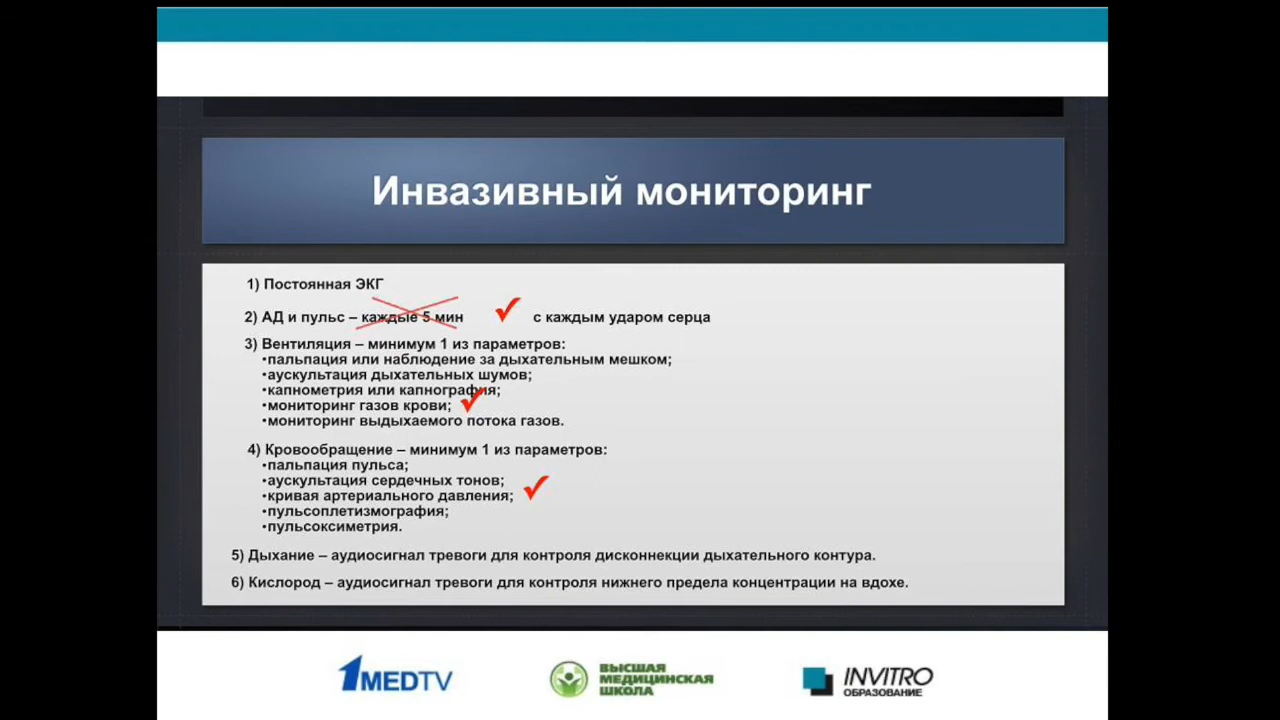 Инвазивный мониторинг
1) Постоянная ЭКГ
2) АД и пульс – каждые 5 мин с каждым ударом серца
3) Вентиляция – минимум 1 из параметров:
•пальпация или наблюдение за дыхательным мешком;
•аускультация дыхательных шумов;
•капнометрия или капнография;
•мониторинг газов крови;
•мониторинг выдыхаемого потока газов.
4) Кровообращение – минимум 1 из параметров:
•пальпация пульса;
•аускультация сердечных тонов;
•кривая артериального давления;
•пульсоплетизмография;
•пульсоксиметрия.
5) Дыхание – аудиосигнал тревоги для контроля дисконнекции дыхательного контура.
6) Кислород – аудиосигнал тревоги для контроля нижнего предела концентрации на вдохе.
1MEDTV
ВЫСШАЯ
МЕДИЦИНСКАЯ
ШКОЛА
INVITRO
ОБРАЗОВАНИЕ